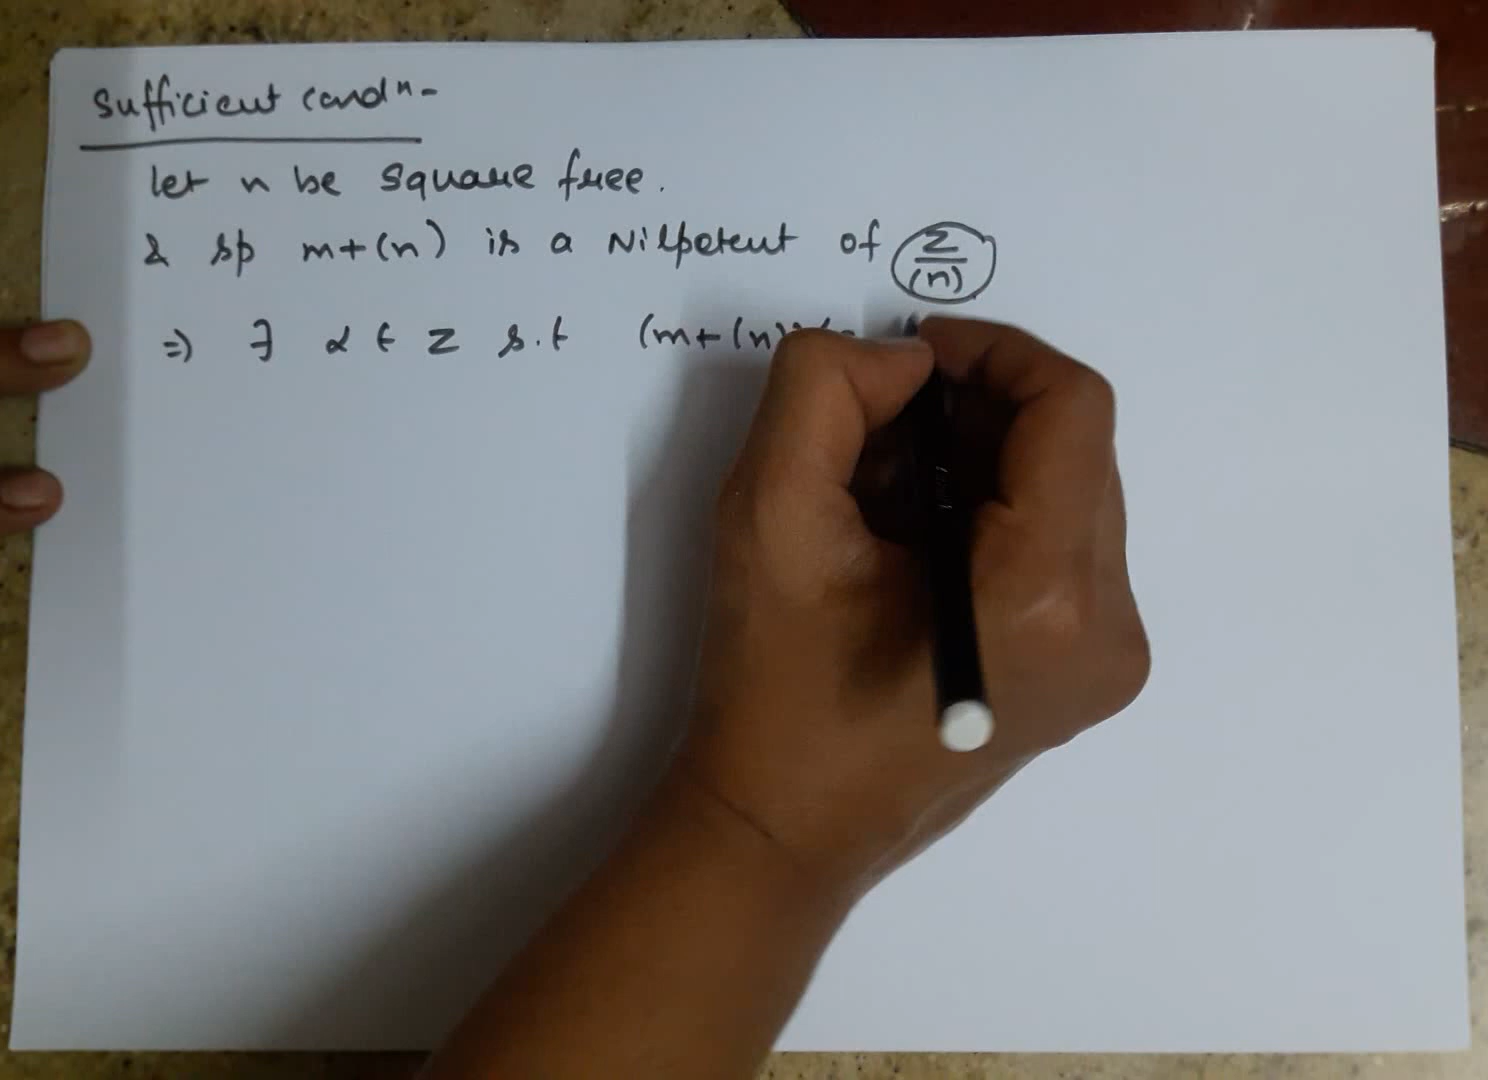 Sufficient condⁿ-
let n be square free.
& sp m+(n) is a Nilpotent of Z/(n)
⇒ ∃ α ∈ Z s.t (m+(n)